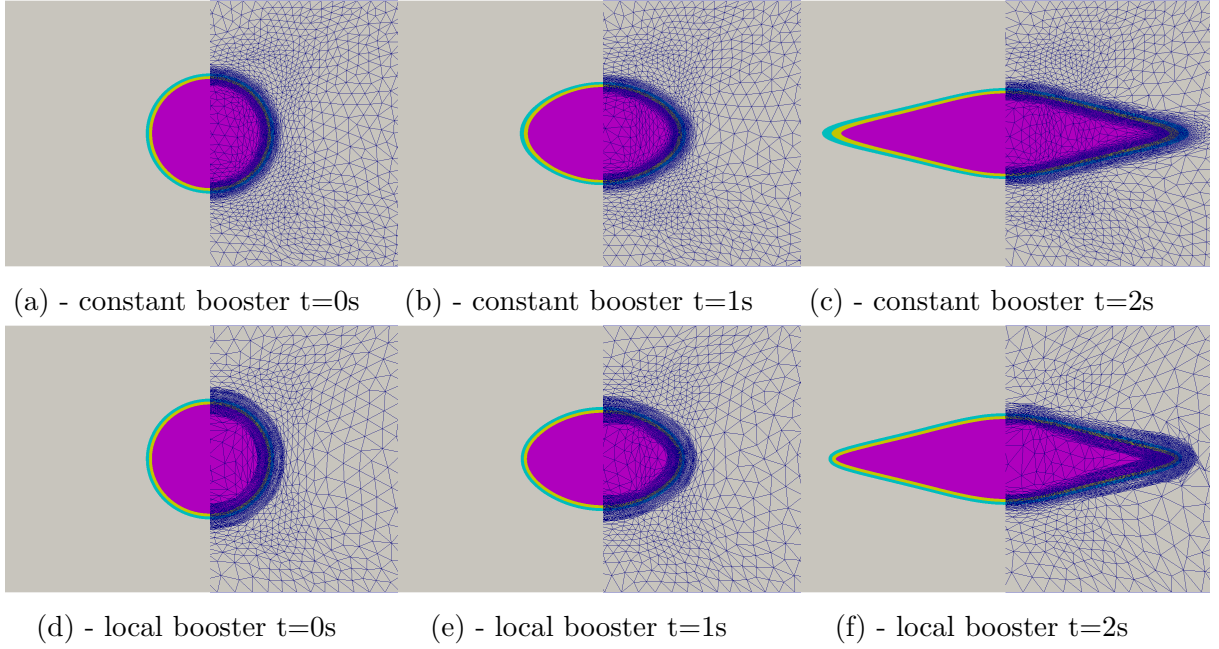 (a) - constant booster t=0s
(b) - constant booster t=1s
(c) - constant booster t=2s
(d) - local booster t=0s
(e) - local booster t=1s
(f) - local booster t=2s